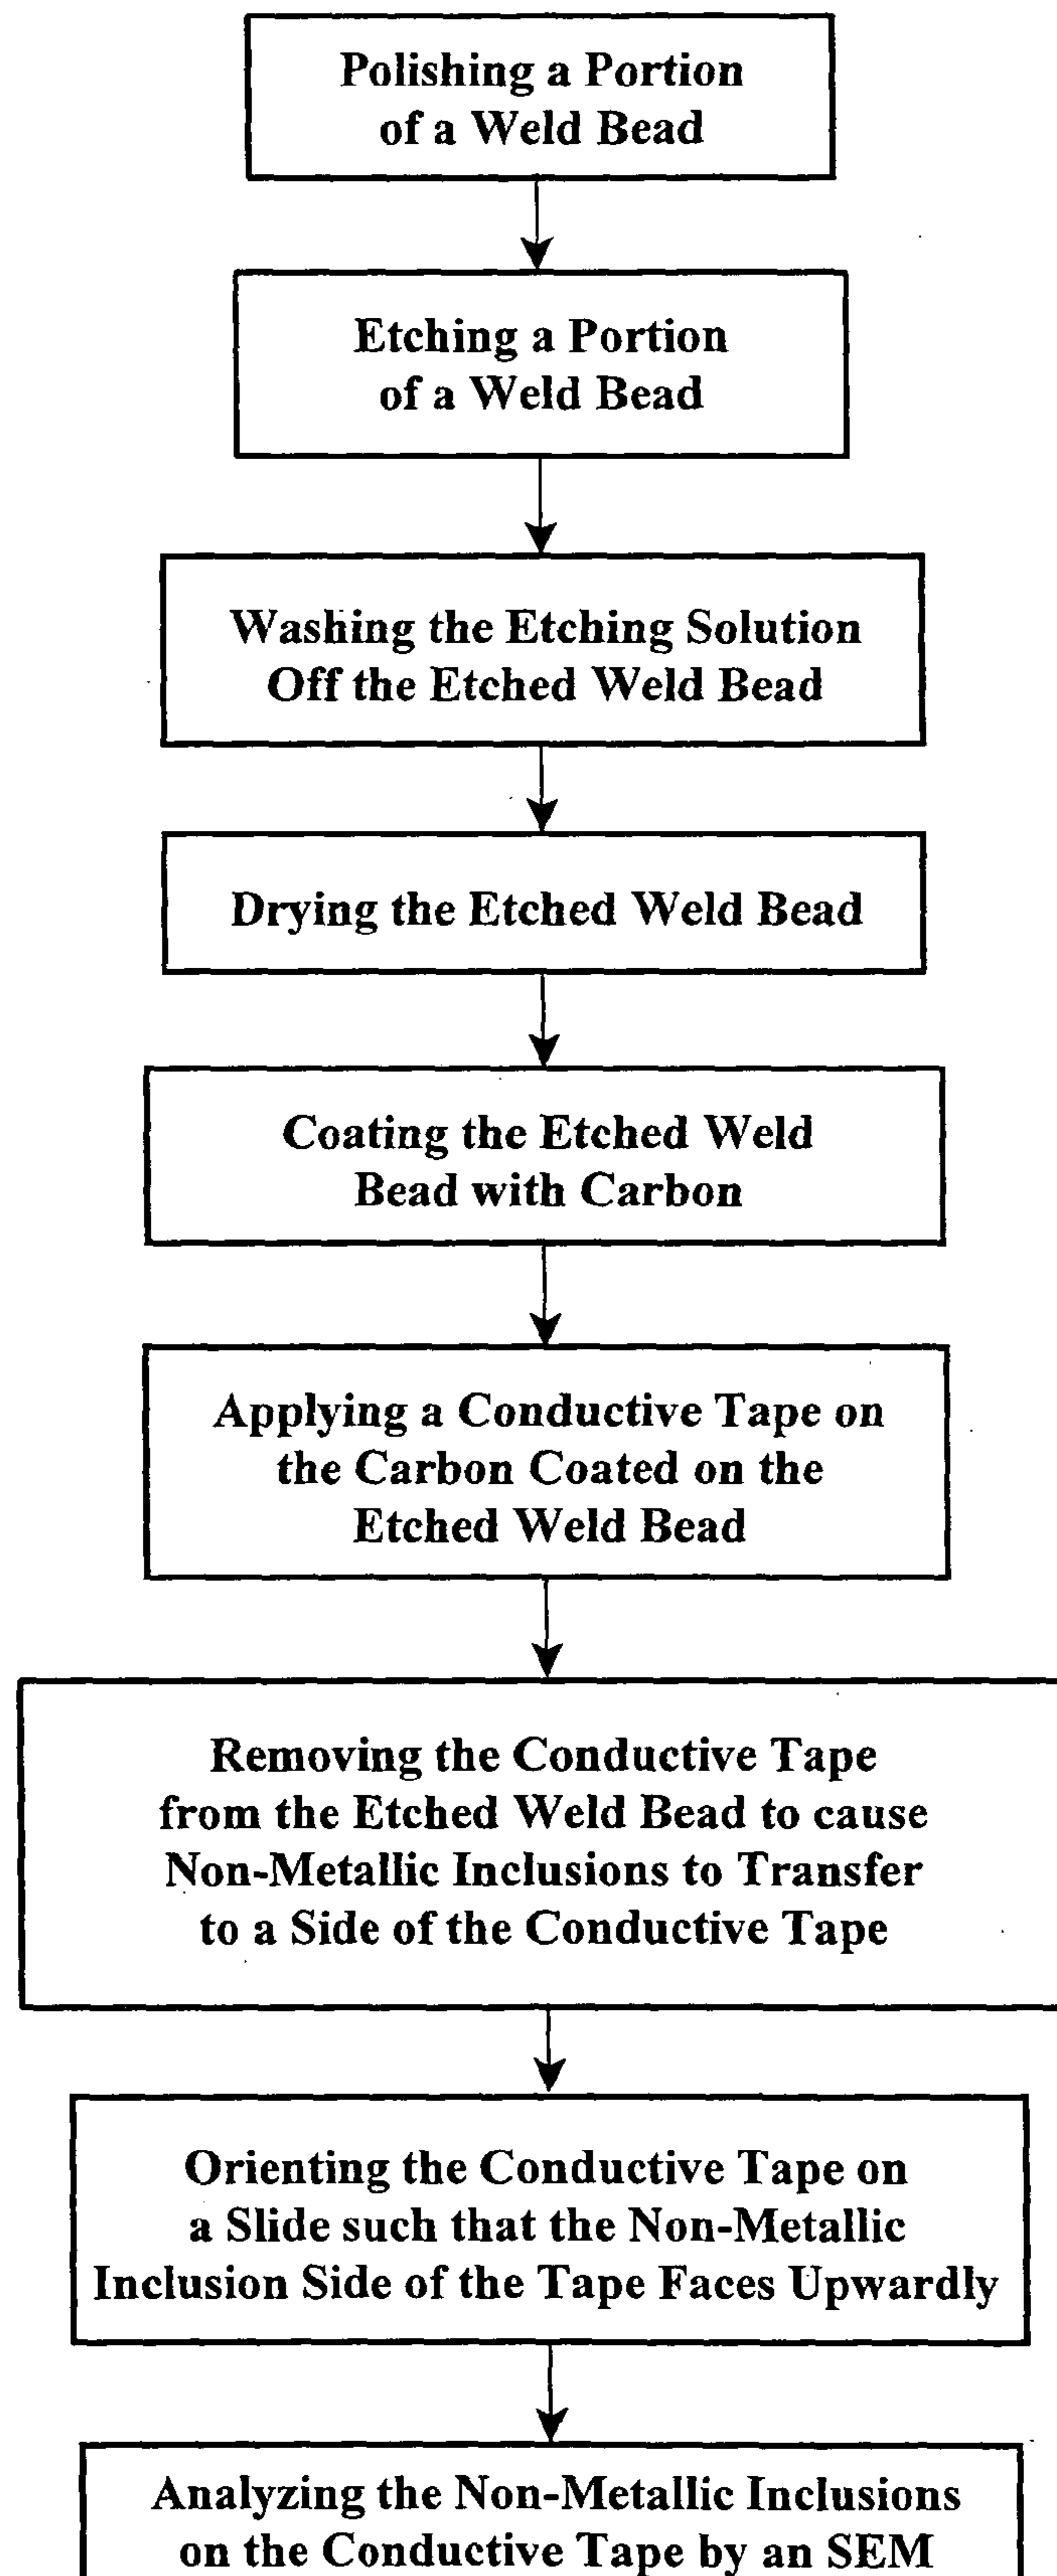 Polishing a Portion
of a Weld Bead
Etching a Portion
of a Weld Bead
Washing the Etching Solution
Off the Etched Weld Bead
Drying the Etched Weld Bead
Coating the Etched Weld
Bead with Carbon
Applying a Conductive Tape on
the Carbon Coated on the
Etched Weld Bead
Removing the Conductive Tape
from the Etched Weld Bead to cause
Non-Metallic Inclusions to Transfer
to a Side of the Conductive Tape
Orienting the Conductive Tape on
a Slide such that the Non-Metallic
Inclusion Side of the Tape Faces Upwardly
Analyzing the Non-Metallic Inclusions
on the Conductive Tape by an SEM